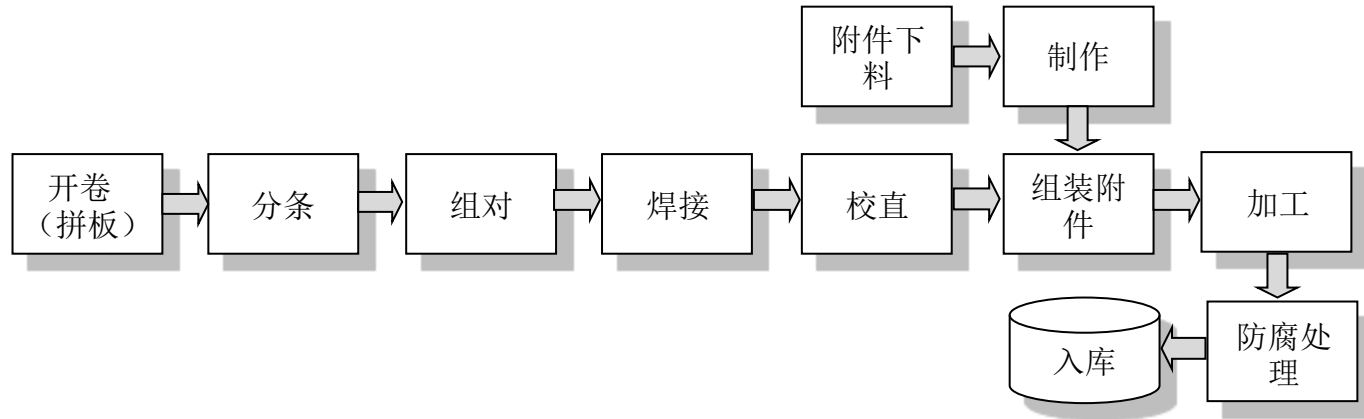 附件下
料
制作
开卷
（拼板）
分条
组对
焊接
校直
组装附
件
加工
防腐处
理
入库